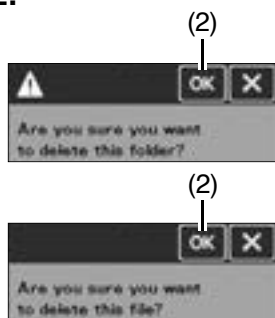 2.
(2)
OK X
Are you sure you want
to delete this folder?
(2)
OK X
Are you sure you want
to delete this file?